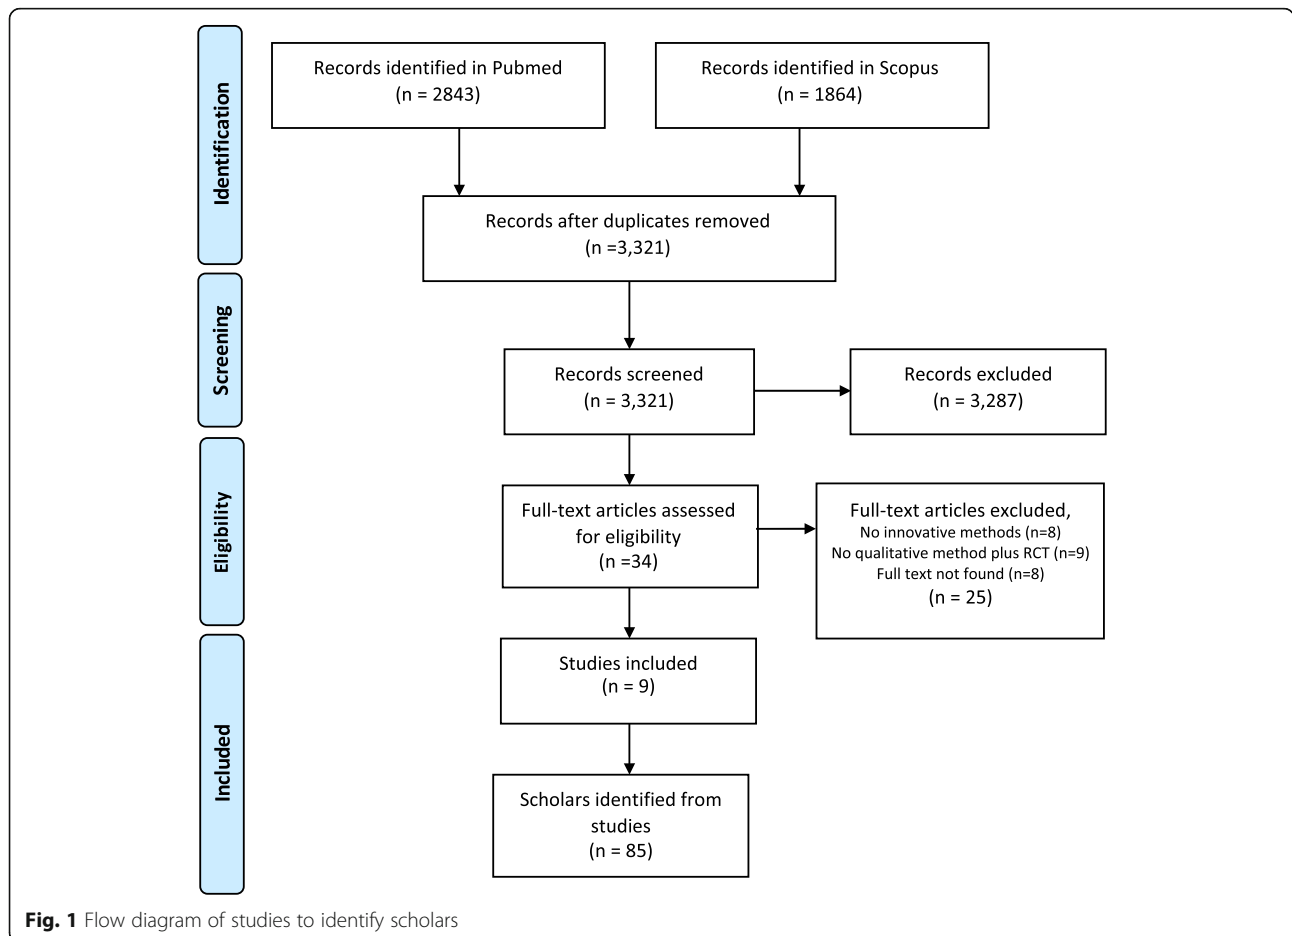 Identification
Records identified in Pubmed
(n = 2843)
Records identified in Scopus
(n = 1864)
Records after duplicates removed
(n =3,321)
Screening
Records screened
(n = 3,321)
Records excluded
(n = 3,287)
Eligibility
Full-text articles assessed
for eligibility
(n =34)
Full-text articles excluded,
No innovative methods (n=8)
No qualitative method plus RCT (n=9)
Full text not found (n=8)
(n = 25)
Included
Studies included
(n = 9)
Scholars identified from
studies
(n = 85)
Fig. 1 Flow diagram of studies to identify scholars